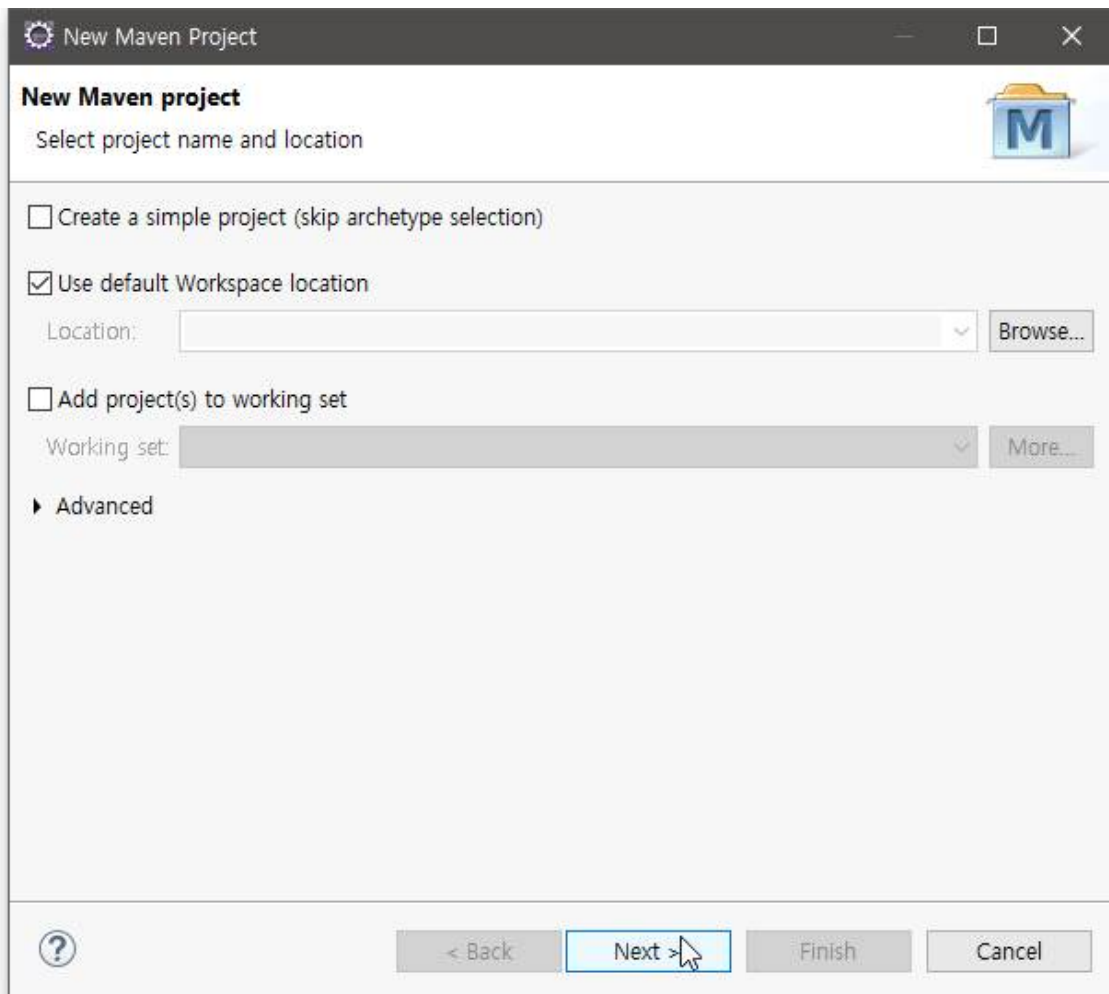 New Maven Project
New Maven project
Select project name and location
M
Create a simple project (skip archetype selection)
Use default Workspace location
Location:
Browse...
Add project(s) to working set
Working set:
More...
Advanced
?
< Back
Next >
Finish
Cancel